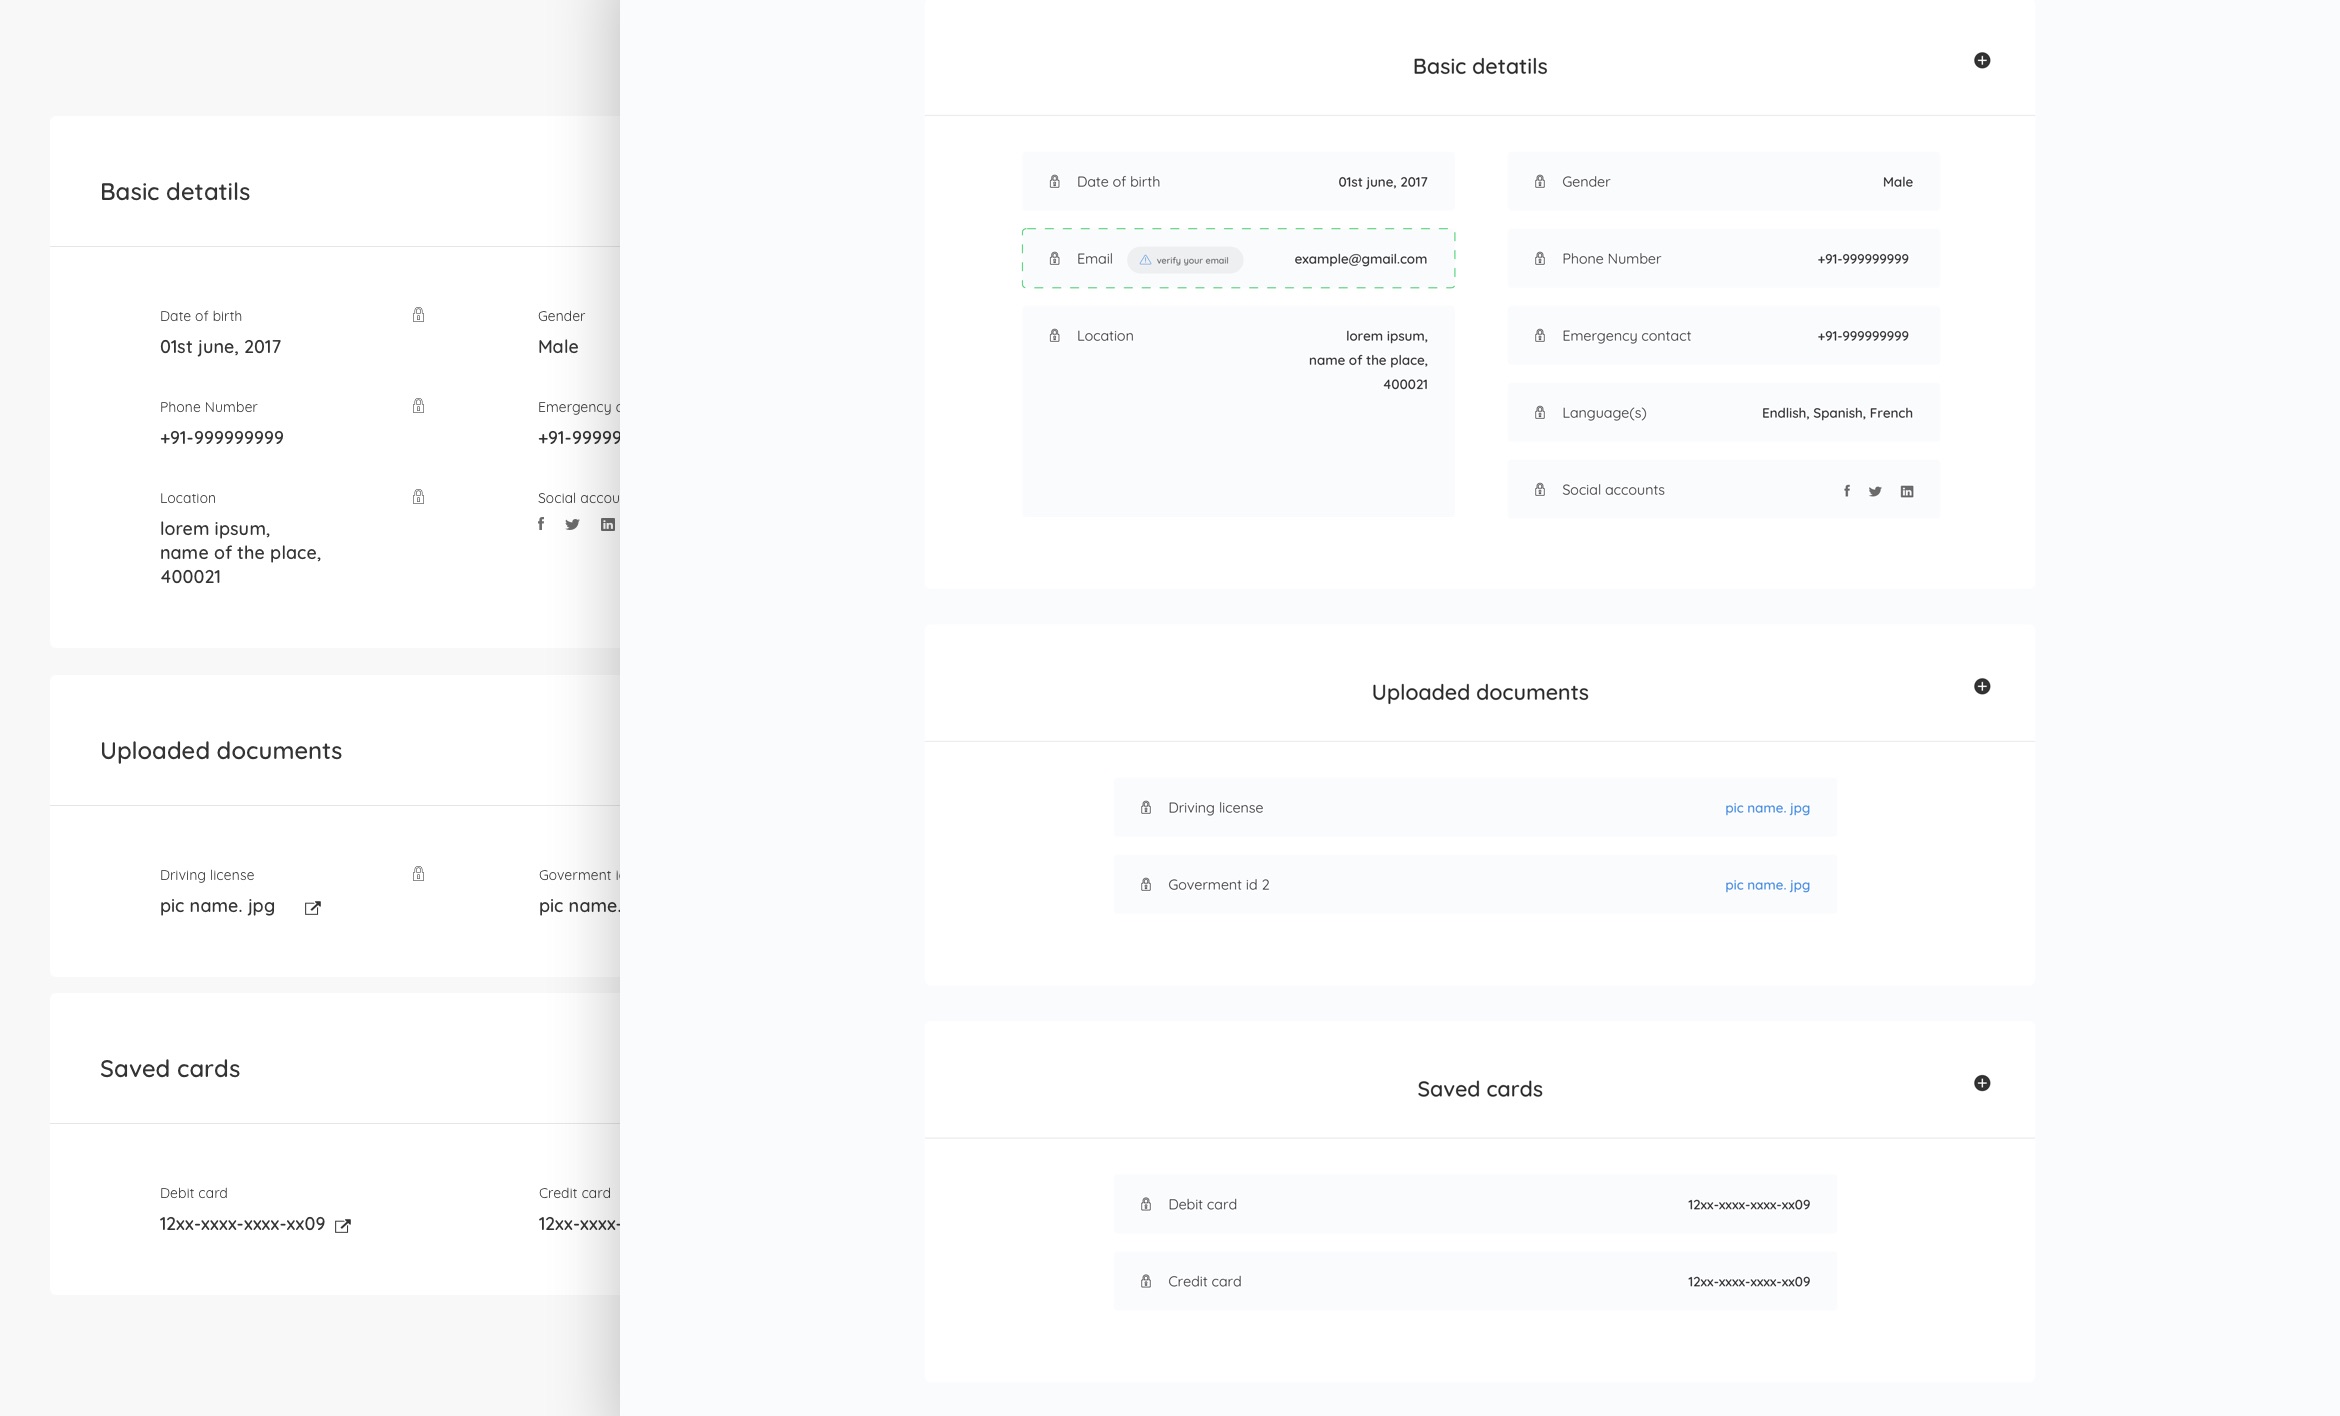 Basic detatils
Date of birth
01st june, 2017
Gender
Male
Phone Number
+91-999999999
Emergency
+91-99999
Location
lorem ipsum,
name of the place,
400021
Social accou
f
in
Uploaded documents
Driving license
pic name. jpg
Goverment
pic name.
Saved cards
Debit card
12xx-xxxx-xxxx-xx09
Credit card
12xx-xxxx-
Basic detatils
Date of birth
01st june, 2017
Email
verify your email
example@gmail.com
Location
lorem ipsum,
name of the place,
400021
Gender
Male
Phone Number
+91-999999999
Emergency contact
+91-999999999
Language(s)
Endlish, Spanish, French
Social accounts
f
in
Uploaded documents
Driving license
pic name. jpg
Goverment id 2
pic name. jpg
Saved cards
Debit card
12xx-xxxx-xxxx-xx09
Credit card
12xx-xxxx-xxxx-xx09